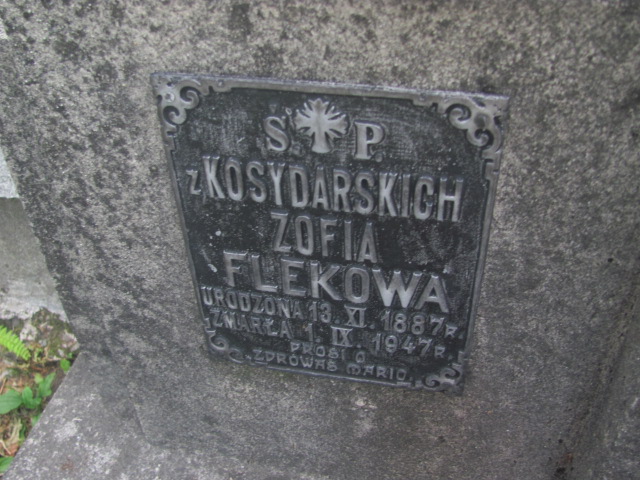 Ś P.
z KOSYDARSKICH
ZOFIA
FLEKOWA
URODZONA 13. XI. 1887 R.
ZMARŁA 1. IX. 1947 R.
PROSI O
ZDROWAŚ MARIO